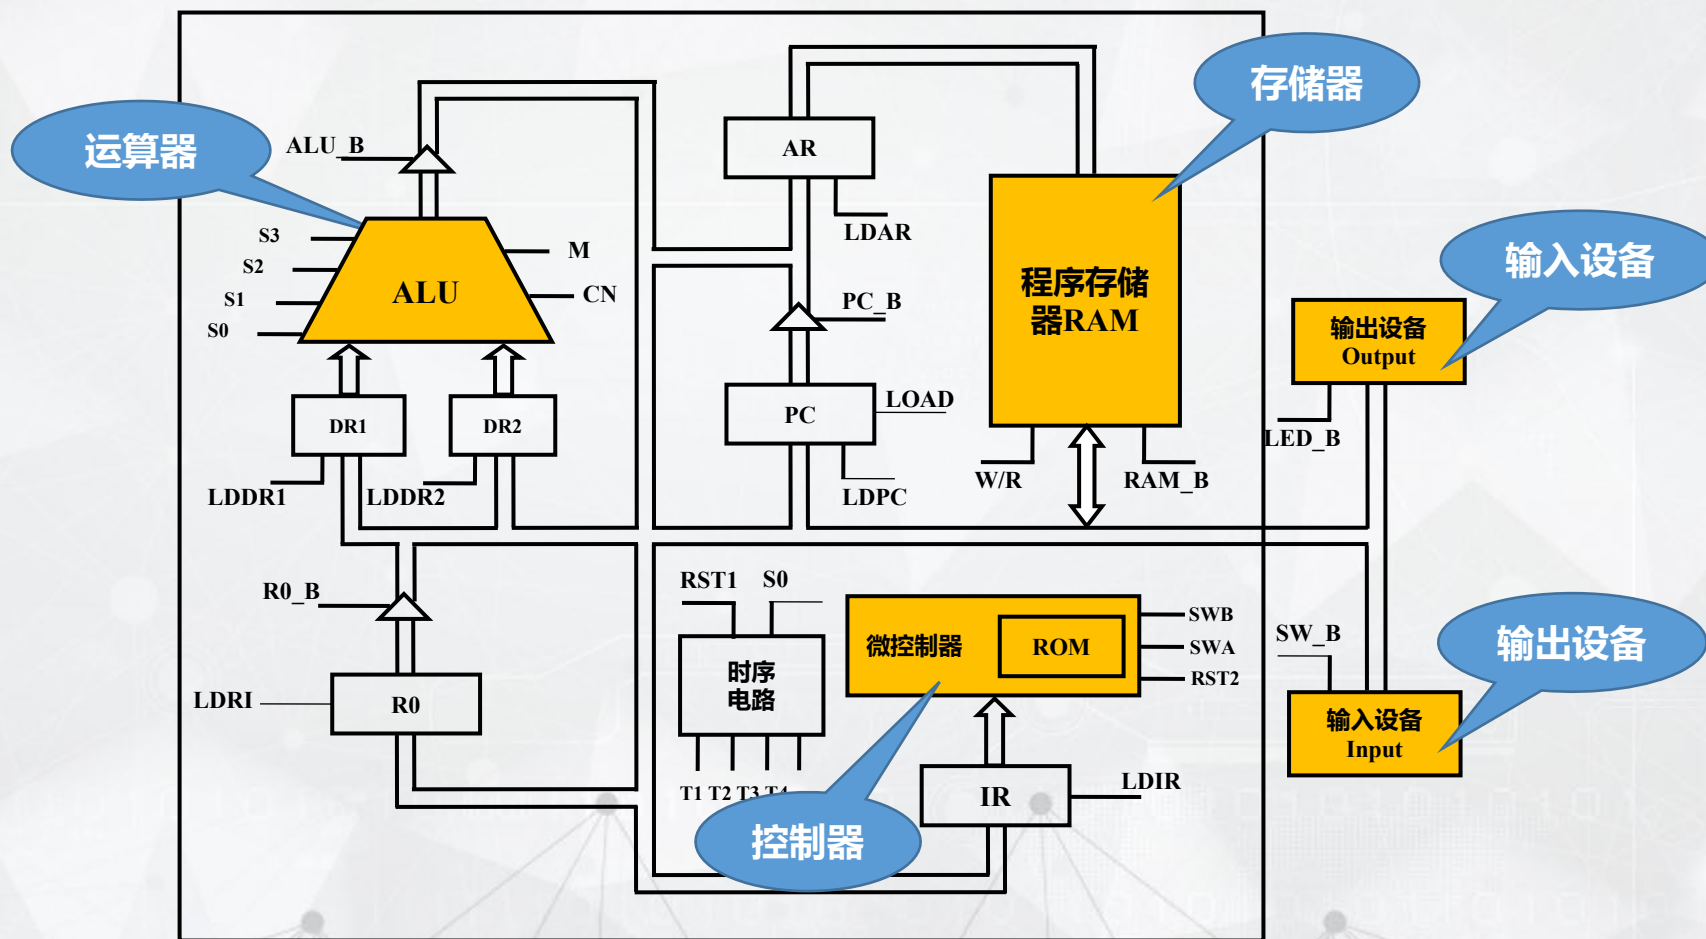 存储器
运算器
ALU_B
AR
LDAR
S3
S2
S1
S0
M
CN
ALU
程序存储
器RAM
输入设备
PC_B
输出设备
Output
LOAD
PC
DR1
DR2
LED_B
W/R
RAM_B
LDDR1
LDDR2
LDPC
RST1
S0
R0_B
SWB
SWA
RST2
微控制器
ROM
SW_B
输出设备
时序
电路
LDRI
R0
输入设备
Input
T1 T2 T3 T4
IR
LDIR
控制器